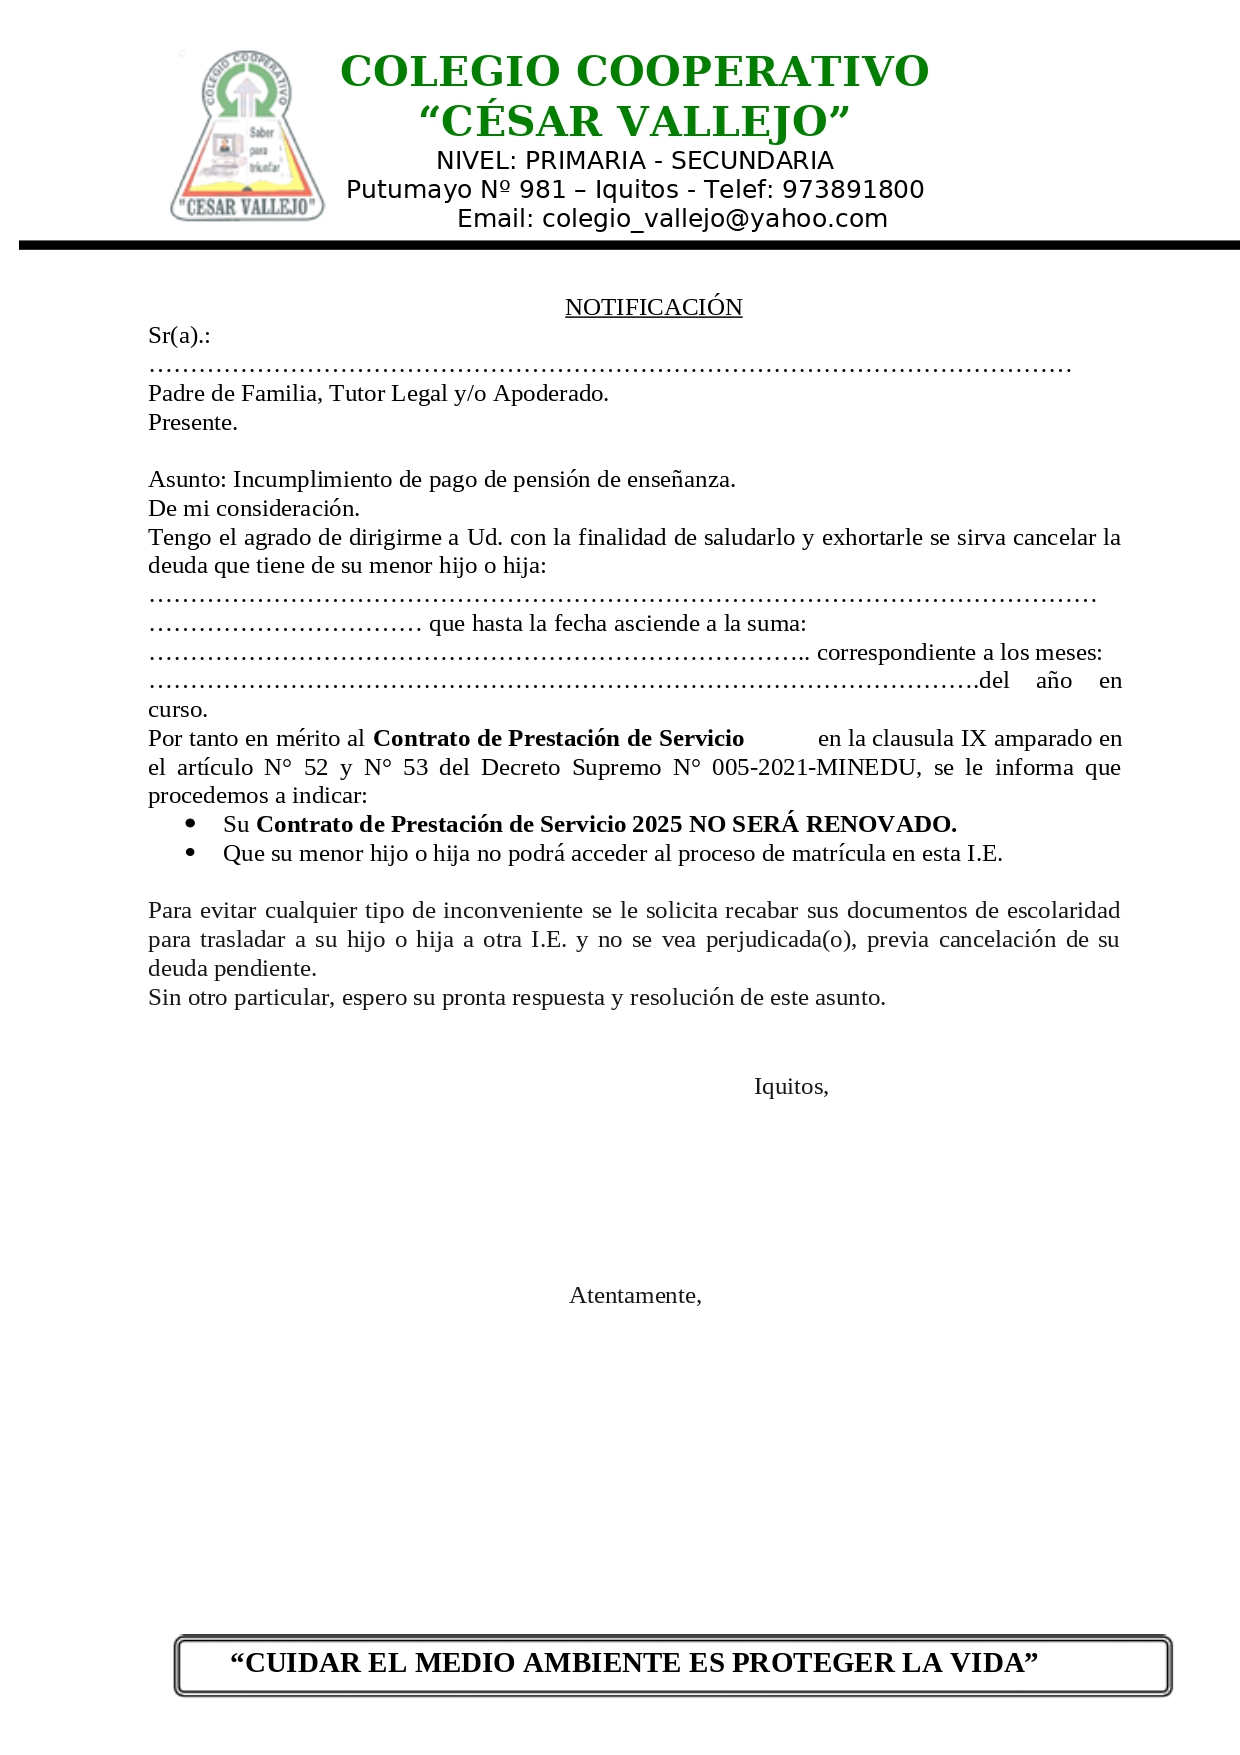 COLEGIO COOPERATIVO
Saber
para
triunfar
"CESAR VALLEJO"
COLEGIO COOPERATIVO
“CÉSAR VALLEJO”
NIVEL: PRIMARIA - SECUNDARIA
Putumayo Nº 981 – Iquitos - Telef: 973891800
Email: colegio_vallejo@yahoo.com
NOTIFICACIÓN
Sr(a).:
…………………………………………………………………………………………………
Padre de Familia, Tutor Legal y/o Apoderado.
Presente.
Asunto: Incumplimiento de pago de pensión de enseñanza.
De mi consideración.
Tengo el agrado de dirigirme a Ud. con la finalidad de saludarlo y exhortarle se sirva cancelar la
deuda que tiene de su menor hijo o hija:
……………………………………………………………………………………………………
…………………………… que hasta la fecha asciende a la suma:
…………………………………………………………………….. correspondiente a los meses:
……………………………………………………………………………………….del año en
curso.
Por tanto en mérito al Contrato de Prestación de Servicio en la clausula IX amparado en
el artículo N° 52 y N° 53 del Decreto Supremo N° 005-2021-MINEDU, se le informa que
procedemos a indicar:
• Su Contrato de Prestación de Servicio 2025 NO SERÁ RENOVADO.
• Que su menor hijo o hija no podrá acceder al proceso de matrícula en esta I.E.
Para evitar cualquier tipo de inconveniente se le solicita recabar sus documentos de escolaridad
para trasladar a su hijo o hija a otra I.E. y no se vea perjudicada(o), previa cancelación de su
deuda pendiente.
Sin otro particular, espero su pronta respuesta y resolución de este asunto.
Iquitos,
Atentamente,
“CUIDAR EL MEDIO AMBIENTE ES PROTEGER LA VIDA”